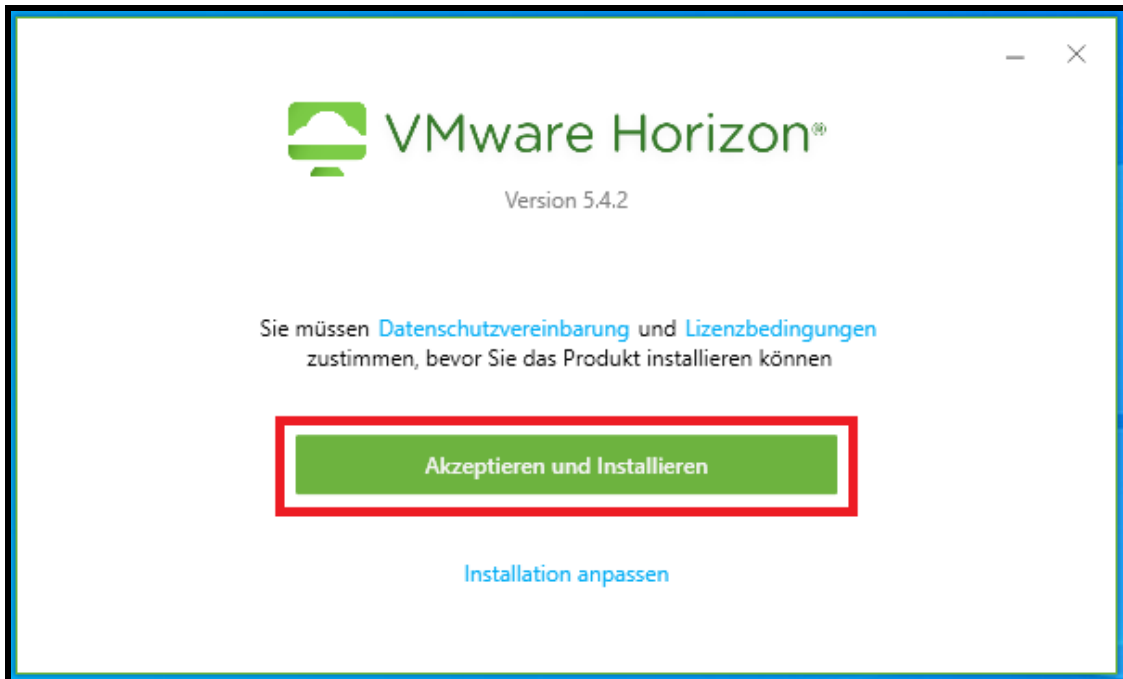 VMware Horizon®
Version 5.4.2
Sie müssen Datenschutzvereinbarung und Lizenzbedingungen
zustimmen, bevor Sie das Produkt installieren können
Akzeptieren und Installieren
Installation anpassen